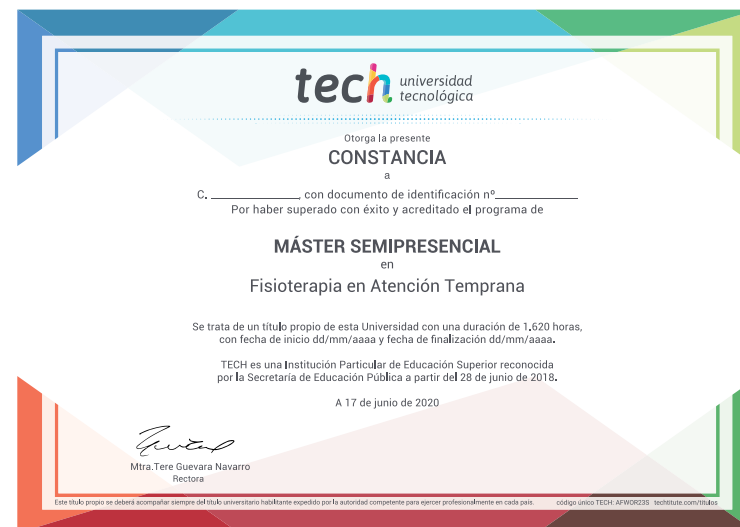 tech universidad
tecnológica
Otorga la presente
CONSTANCIA
a
C. ______________, con documento de identificación nº_____________
Por haber superado con éxito y acreditado el programa de
MÁSTER SEMIPRESENCIAL
en
Fisioterapia en Atención Temprana
Se trata de un título propio de esta Universidad con una duración de 1.620 horas,
con fecha de inicio dd/mm/aaaa y fecha de finalización dd/mm/aaaa.
TECH es una Institución Particular de Educación Superior reconocida
por la Secretaría de Educación Pública a partir del 28 de junio de 2018.
A 17 de junio de 2020
Mtra.Tere Guevara Navarro
Rectora
Este título propio se deberá acompañar siempre del título universitario habilitante expedido por la autoridad competente para ejercer profesionalmente en cada país. código único TECH: AFWOR23S techtitute.com/titulos